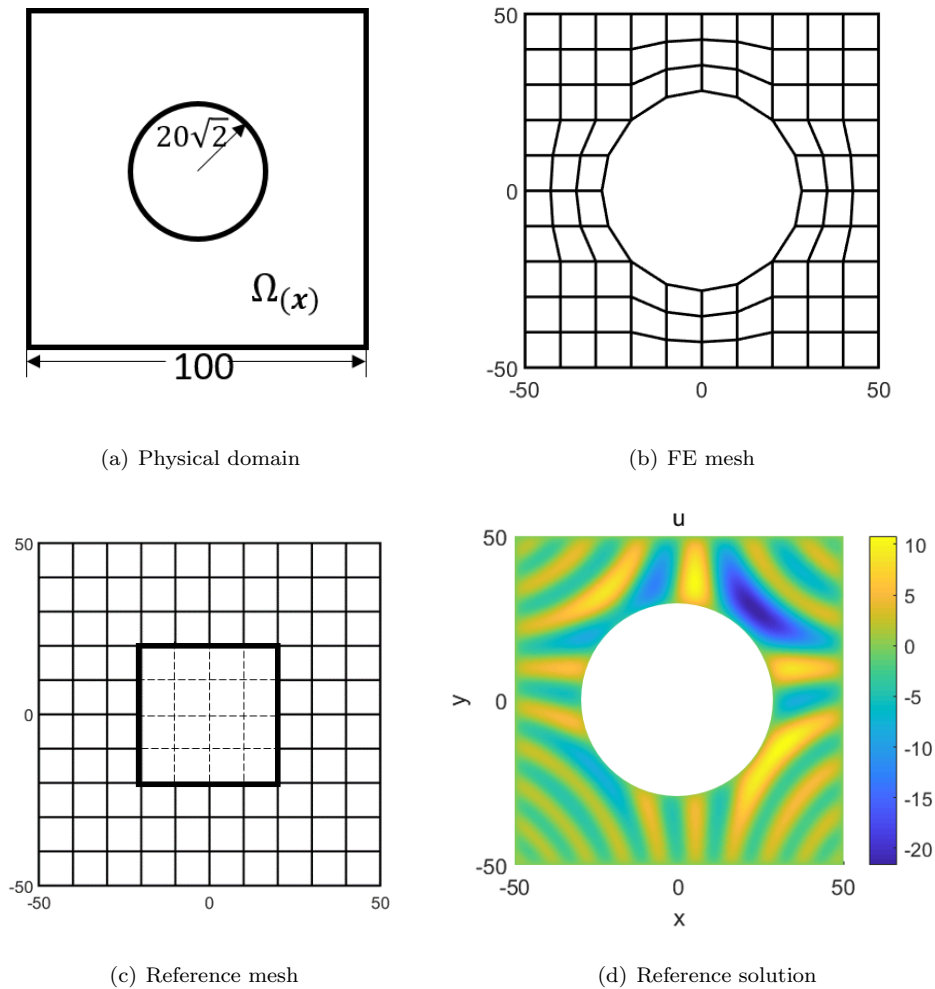 20√2
Ω(x)
100
(a) Physical domain
50
0
-50
-50 0 50
(b) FE mesh
50
0
-50
-50 0 50
(c) Reference mesh
u
50
y
0
-50
-50 0 50
x
10
5
0
-5
-10
-15
-20
(d) Reference solution